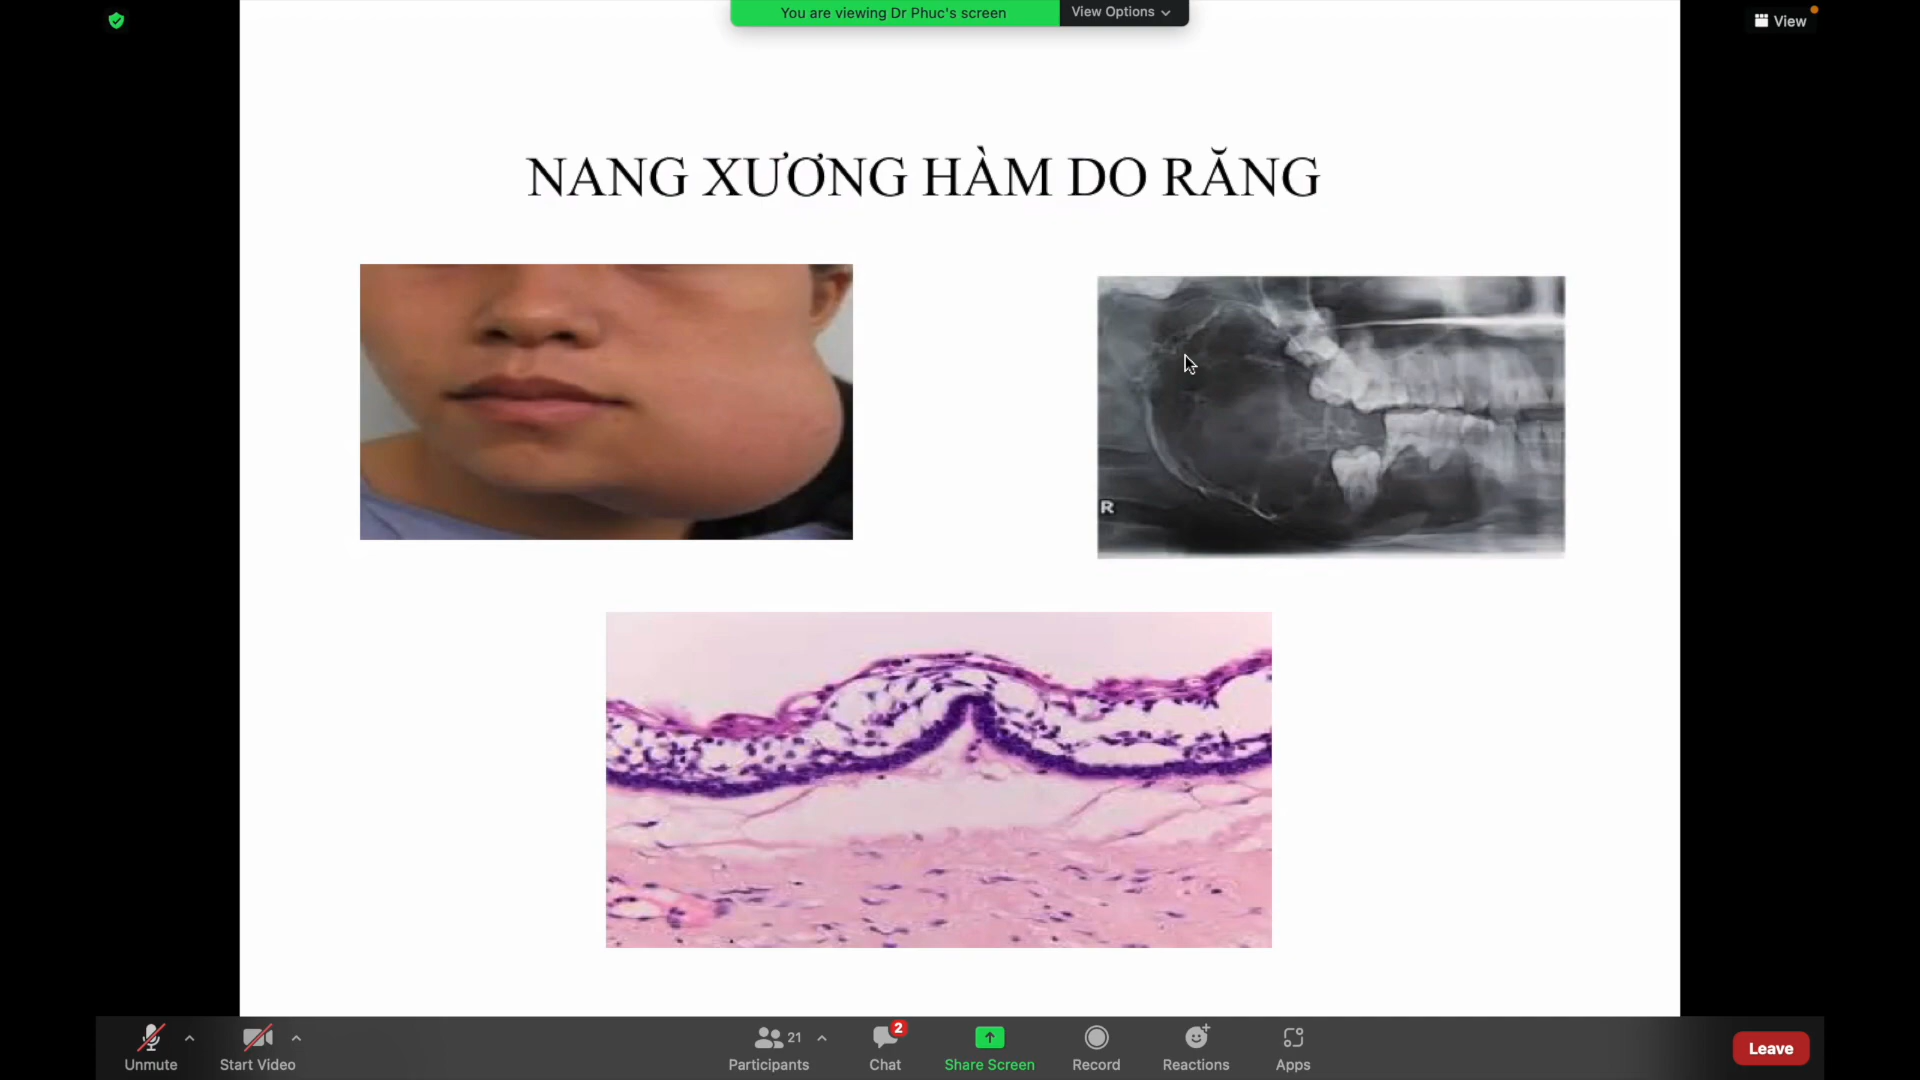 You are viewing Dr Phuc's screen
View Options
View
NANG XƯƠNG HÀM DO RĂNG
R
Unmute
Start Video
21
Participants
2
Chat
Share Screen
Record
Reactions
Apps
Leave